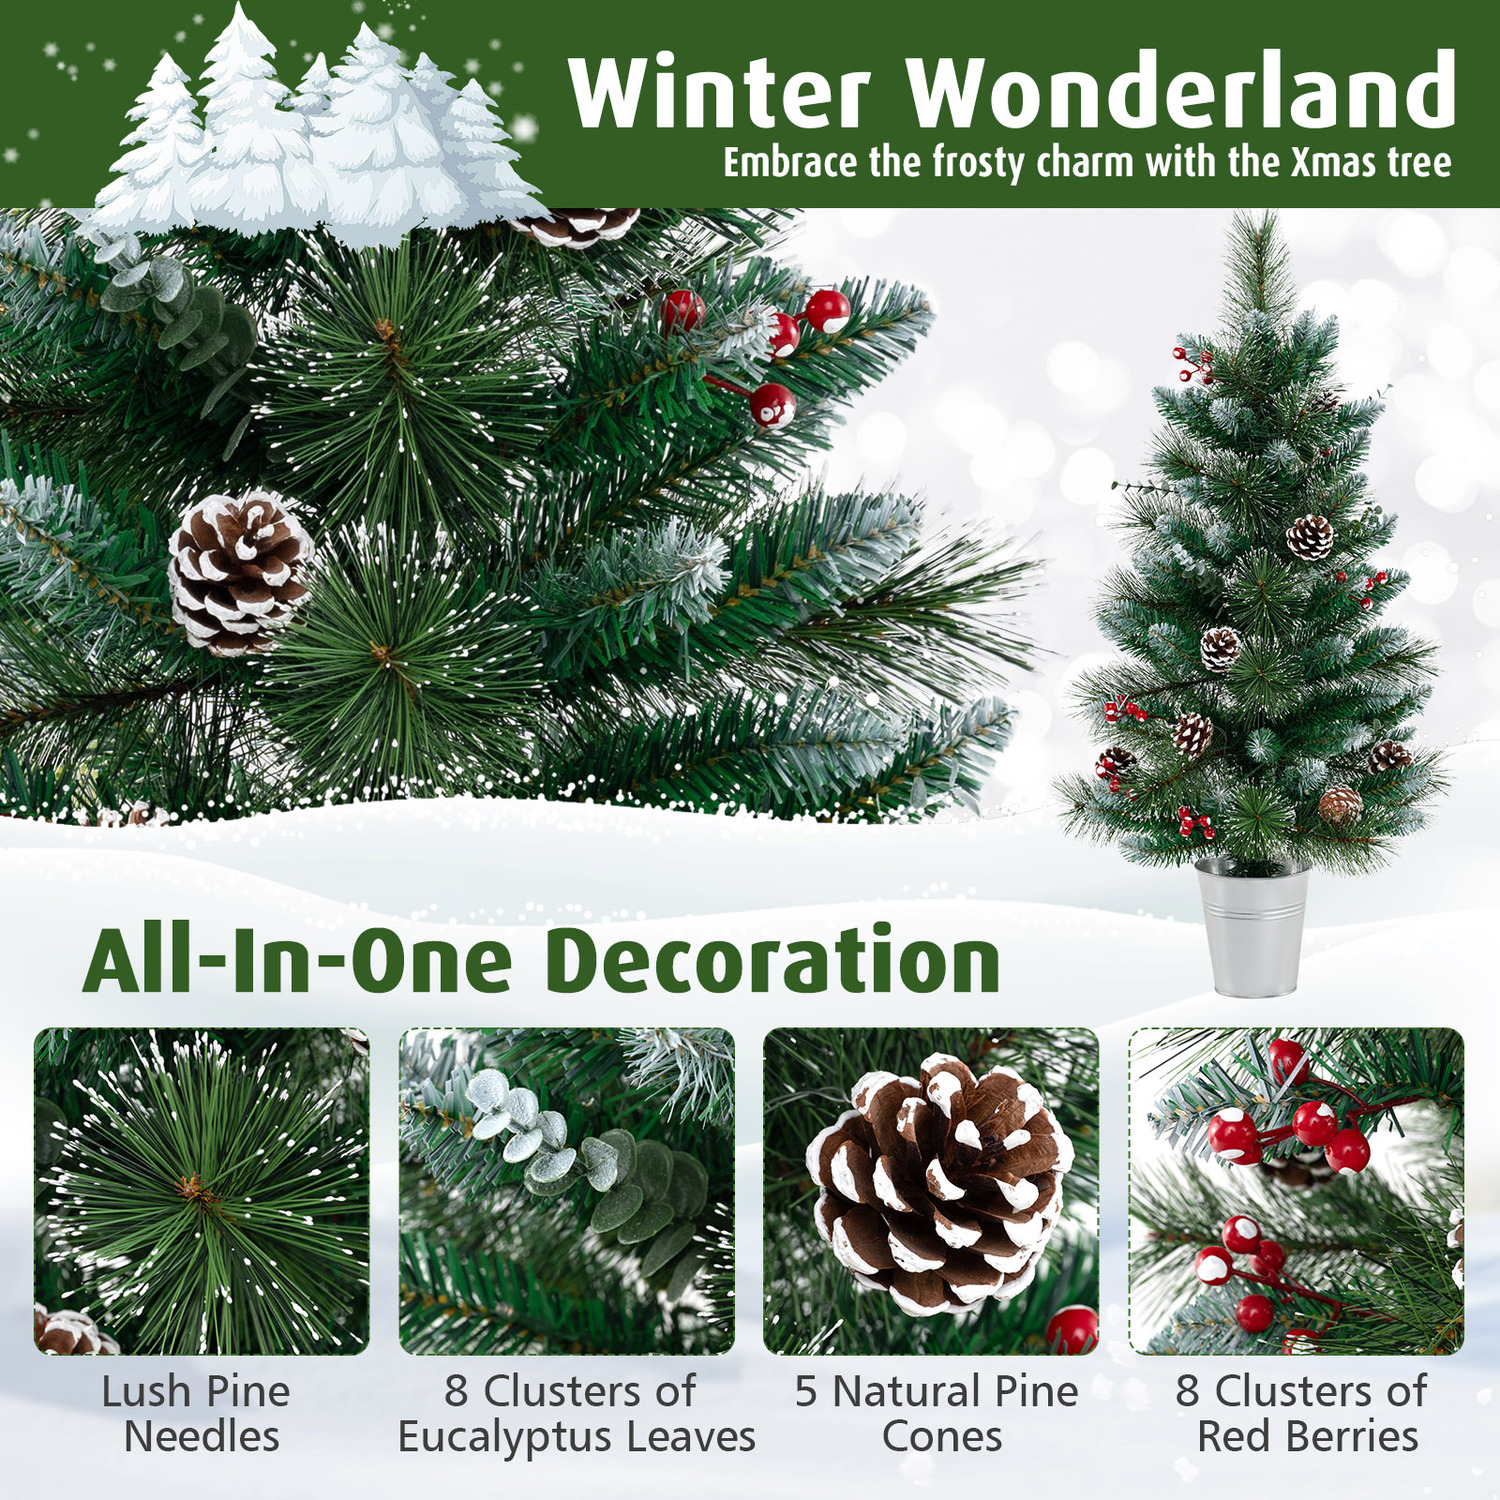 Winter Wonderland
Embrace the frosty charm with the Xmas tree
All-In-One Decoration
Lush Pine
Needles
8 Clusters of
Eucalyptus Leaves
5 Natural Pine
Cones
8 Clusters of
Red Berries